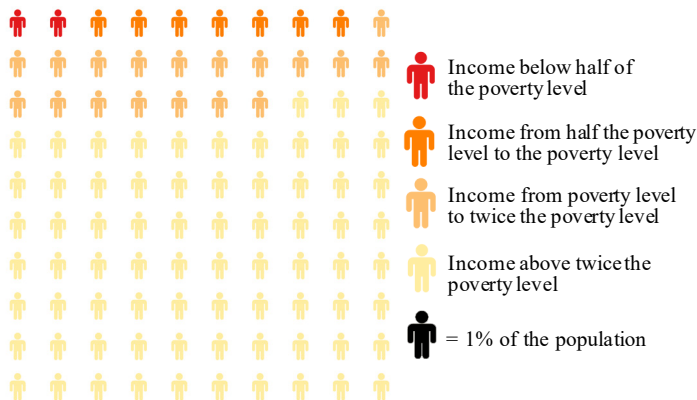 Income below half of
the poverty level
Income from half the poverty
level to the poverty level
Income from poverty level
to twice the poverty level
Income above twice the
poverty level
= 1% of the population